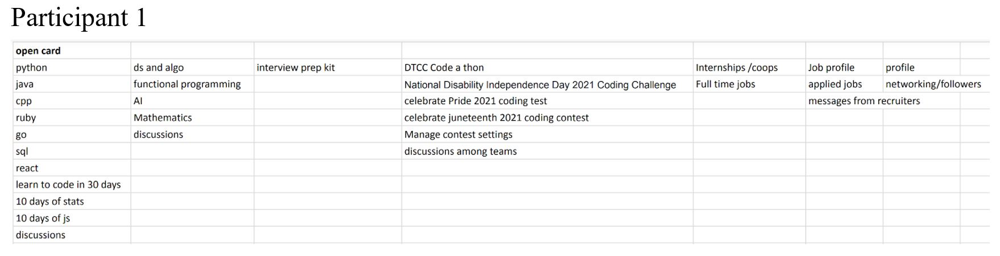 Participant 1
open card
python ds and algo interview prep kit DTCC Code a thon Internships /coops Job profile profile
java functional programming National Disability Independence Day 2021 Coding Challenge Full time jobs applied jobs networking/followers
cpp AI celebrate Pride 2021 coding test messages from recruiters
ruby Mathematics celebrate juneteenth 2021 coding contest
go discussions Manage contest settings
sql discussions among teams
react
learn to code in 30 days
10 days of stats
10 days of js
discussions